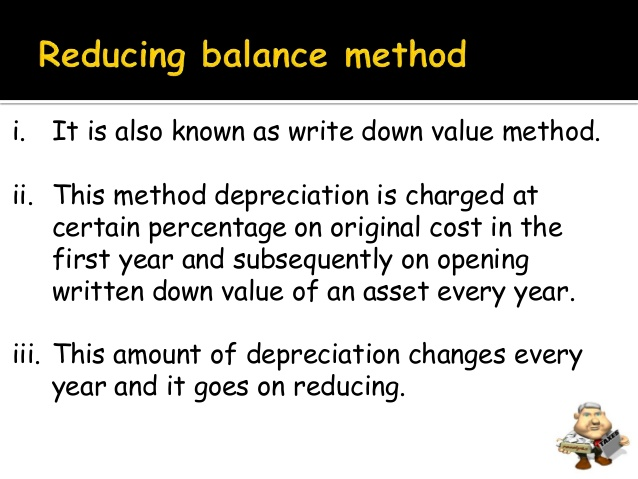 Reducing balance method
i. It is also known as write down value method.
ii. This method depreciation is charged at
certain percentage on original cost in the
first year and subsequently on opening
written down value of an asset every year.
iii. This amount of depreciation changes every
year and it goes on reducing.
TAXES